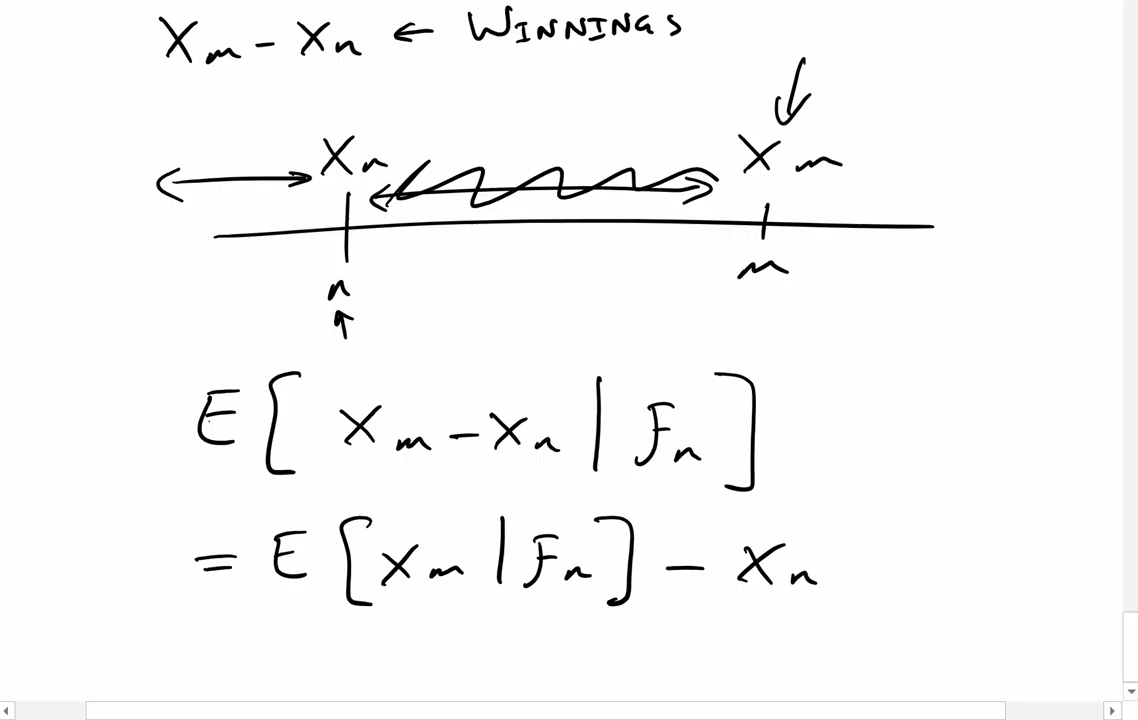 Xₘ - Xₙ ← WINNINGS
Xₙ Xₘ
n m
E[ Xₘ - Xₙ | Fₙ ]
= E[ Xₘ | Fₙ ] - Xₙ